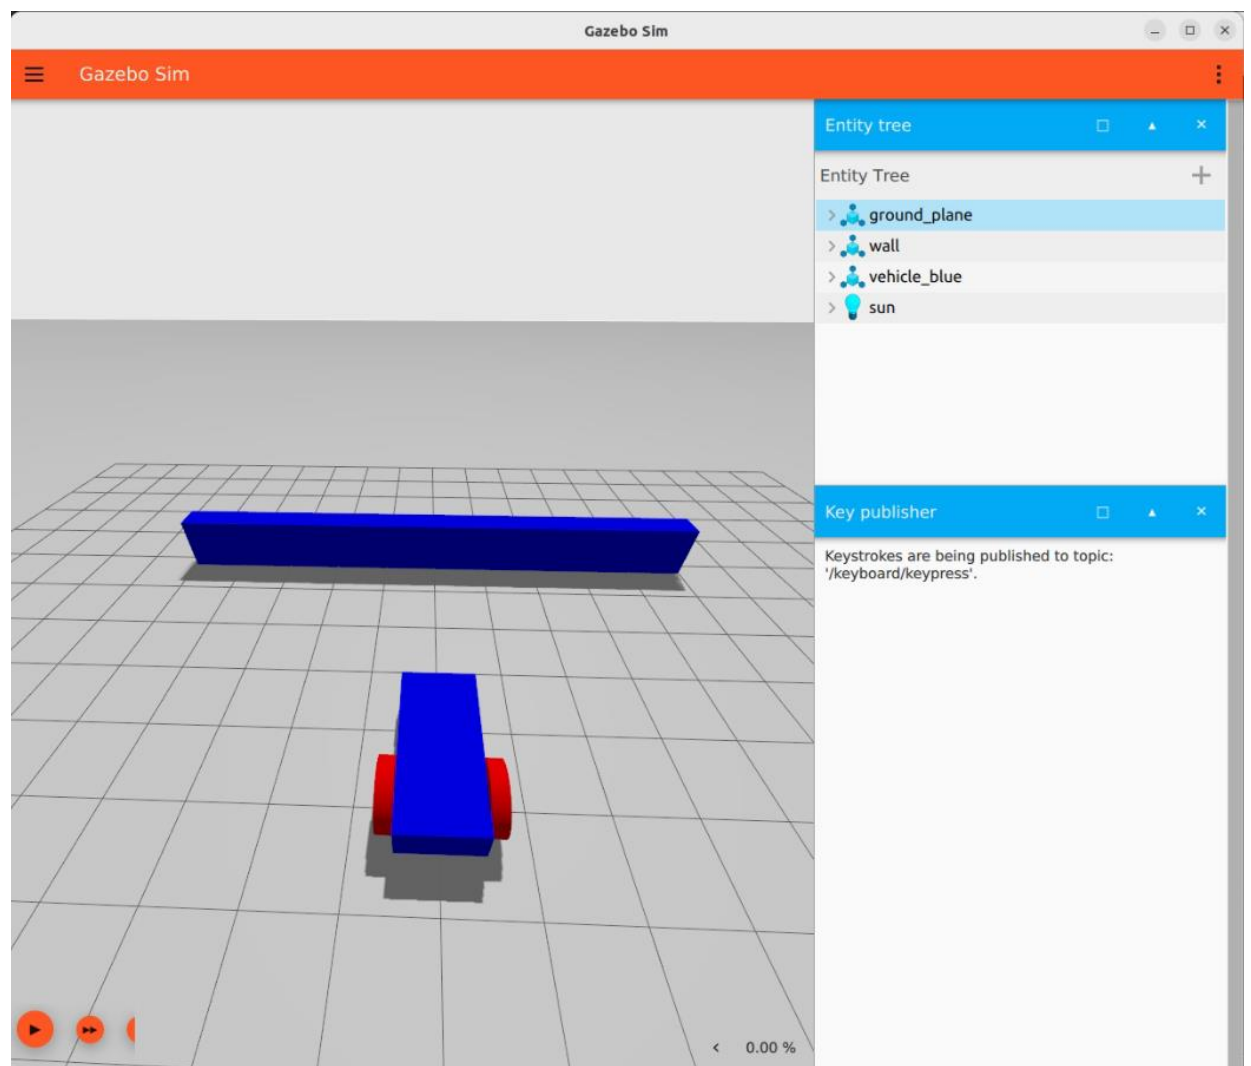 Gazebo Sim
Gazebo Sim
Entity tree
Entity Tree
ground_plane
wall
vehicle_blue
sun
Key publisher
Keystrokes are being published to topic:
'/keyboard/keypress'.
0.00 %